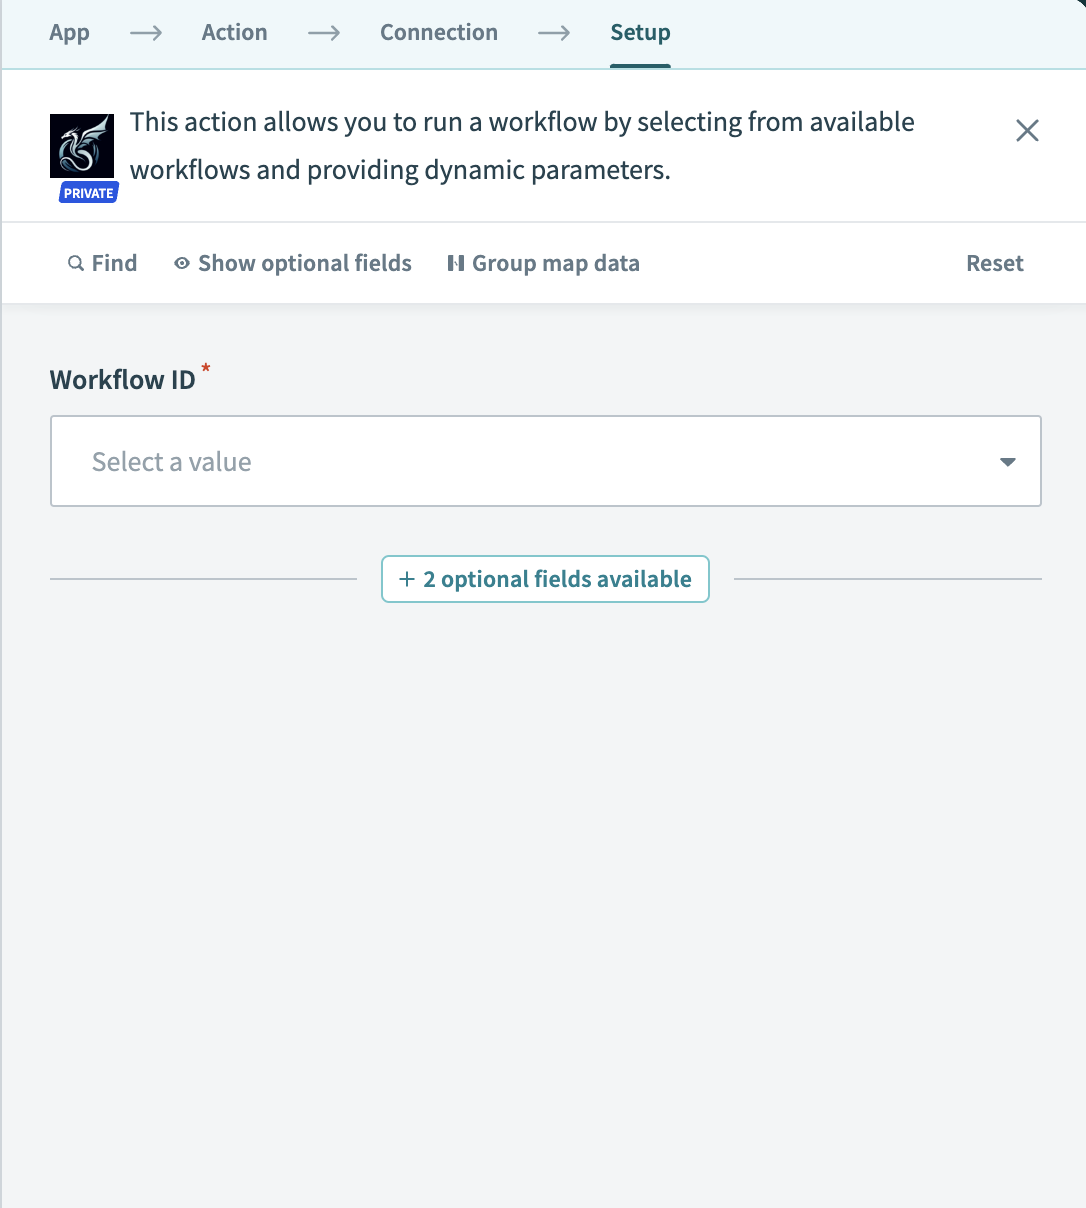 App → Action → Connection → Setup
This action allows you to run a workflow by selecting from available
workflows and providing dynamic parameters.
PRIVATE
Find Show optional fields Group map data Reset
Workflow ID *
Select a value
+ 2 optional fields available